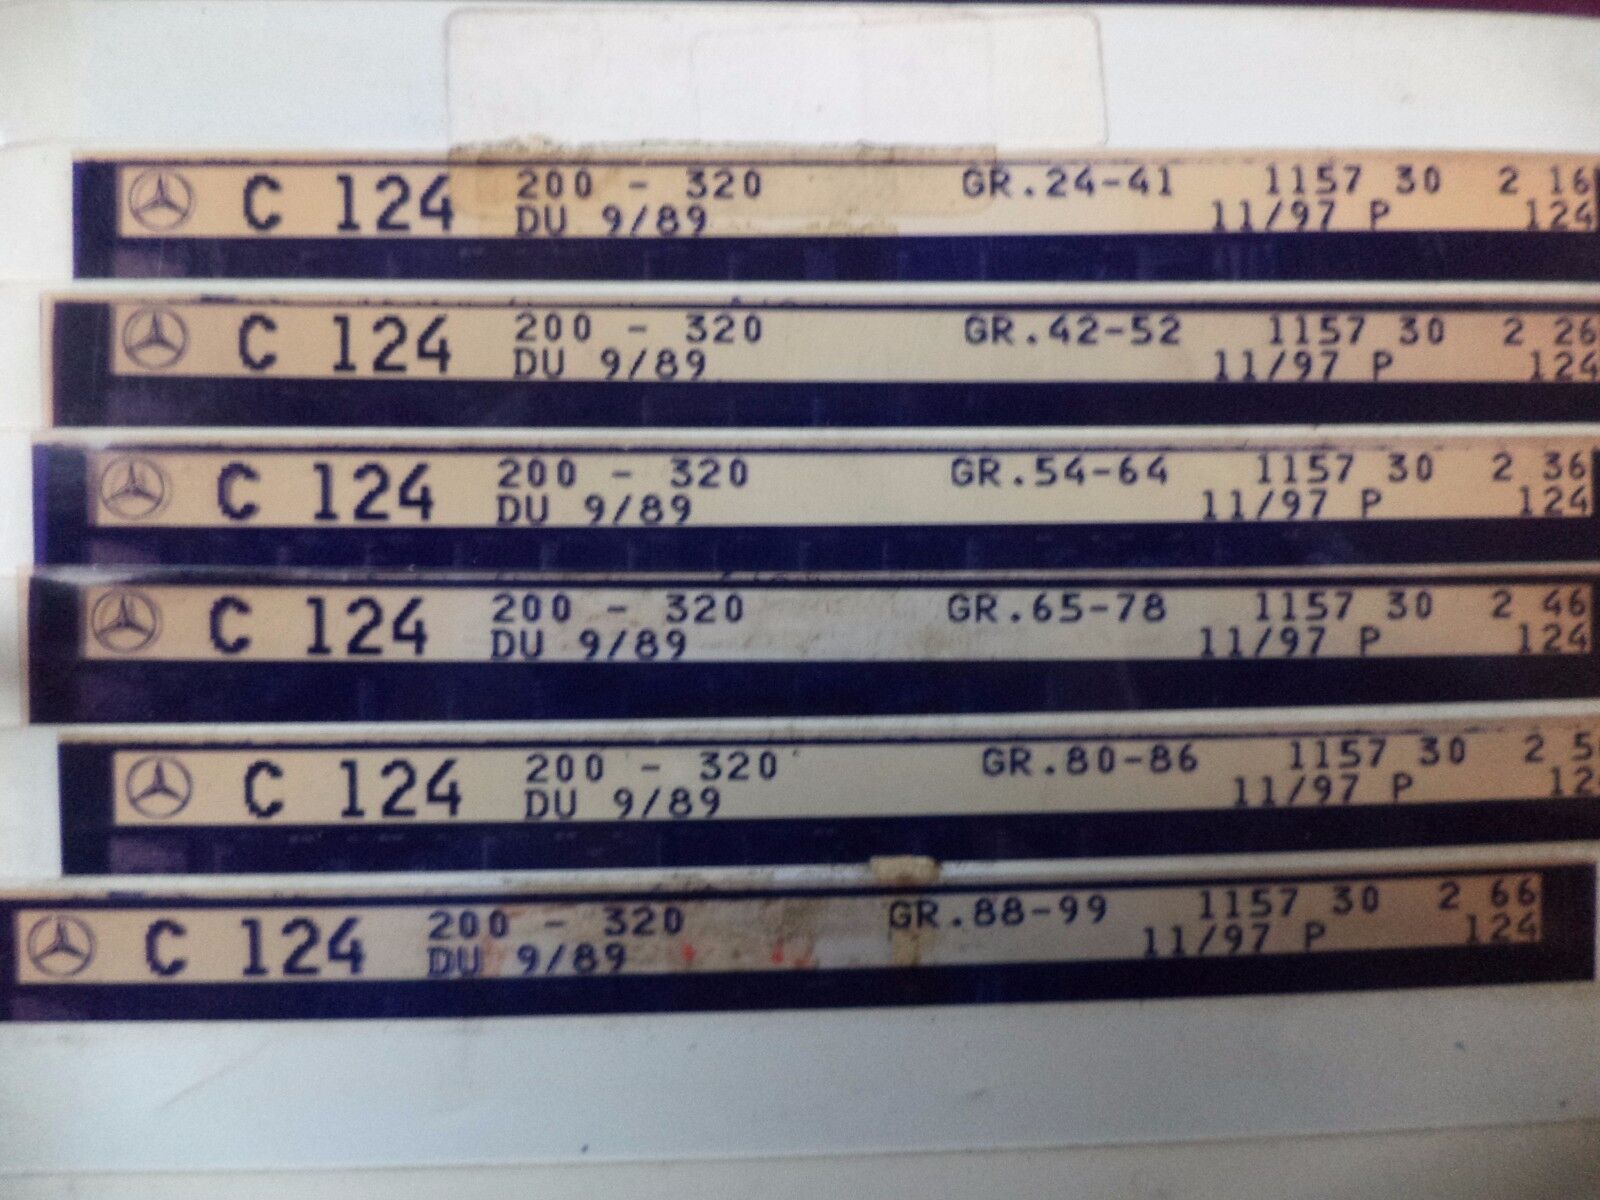 C 124 200 - 320 GR.24-41 1157 30 2 16
DU 9/89 11/97 P 124
C 124 200 - 320 GR.42-52 1157 30 2 26
DU 9/89 11/97 P 124
C 124 200 - 320 GR.54-64 1157 30 2 36
DU 9/89 11/97 P 124
C 124 200 - 320 GR.65-78 1157 30 2 46
DU 9/89 11/97 P 124
C 124 200 - 320 GR.80-86 1157 30 2 5
DU 9/89 11/97 P 12
C 124 200 - 320 GR.88-99 1157 30 2 66
DU 9/89 11/97 P 124